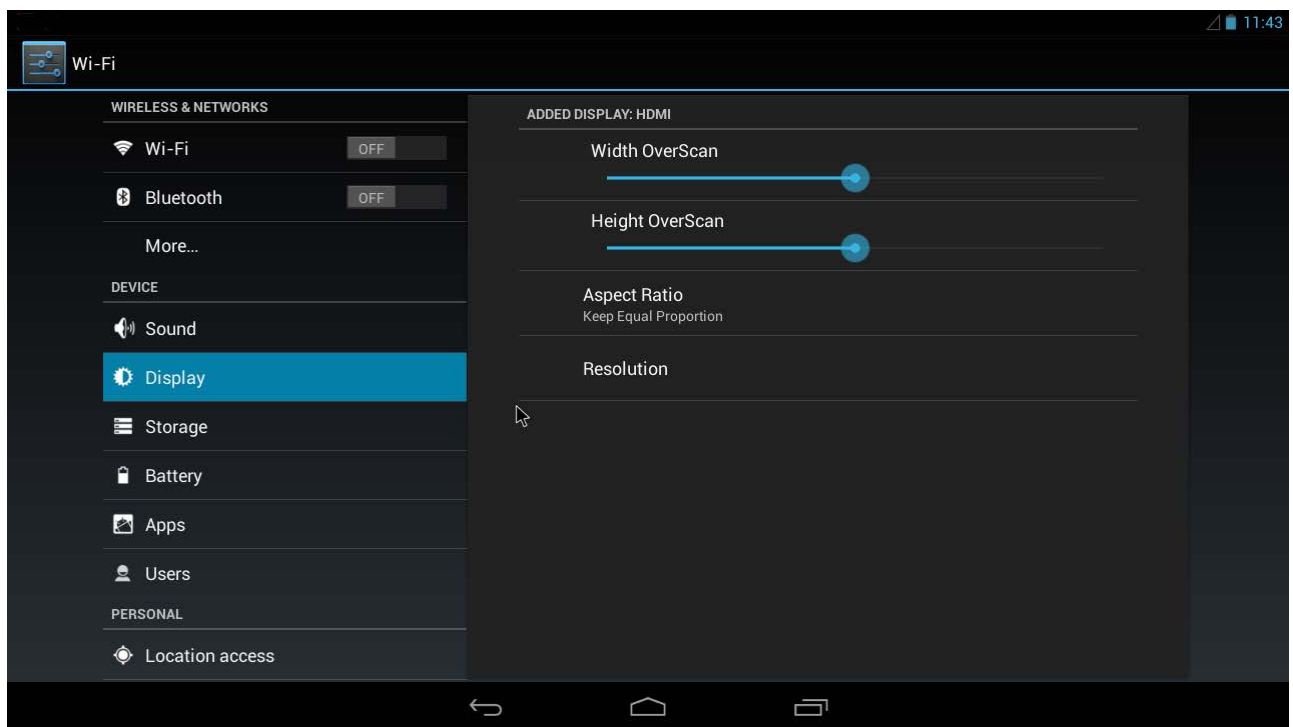 11:43
Wi-Fi
WIRELESS & NETWORKS
Wi-Fi OFF
Bluetooth OFF
More...
DEVICE
Sound
Display
Storage
Battery
Apps
Users
PERSONAL
Location access
ADDED DISPLAY: HDMI
Width OverScan
Height OverScan
Aspect Ratio
Keep Equal Proportion
Resolution